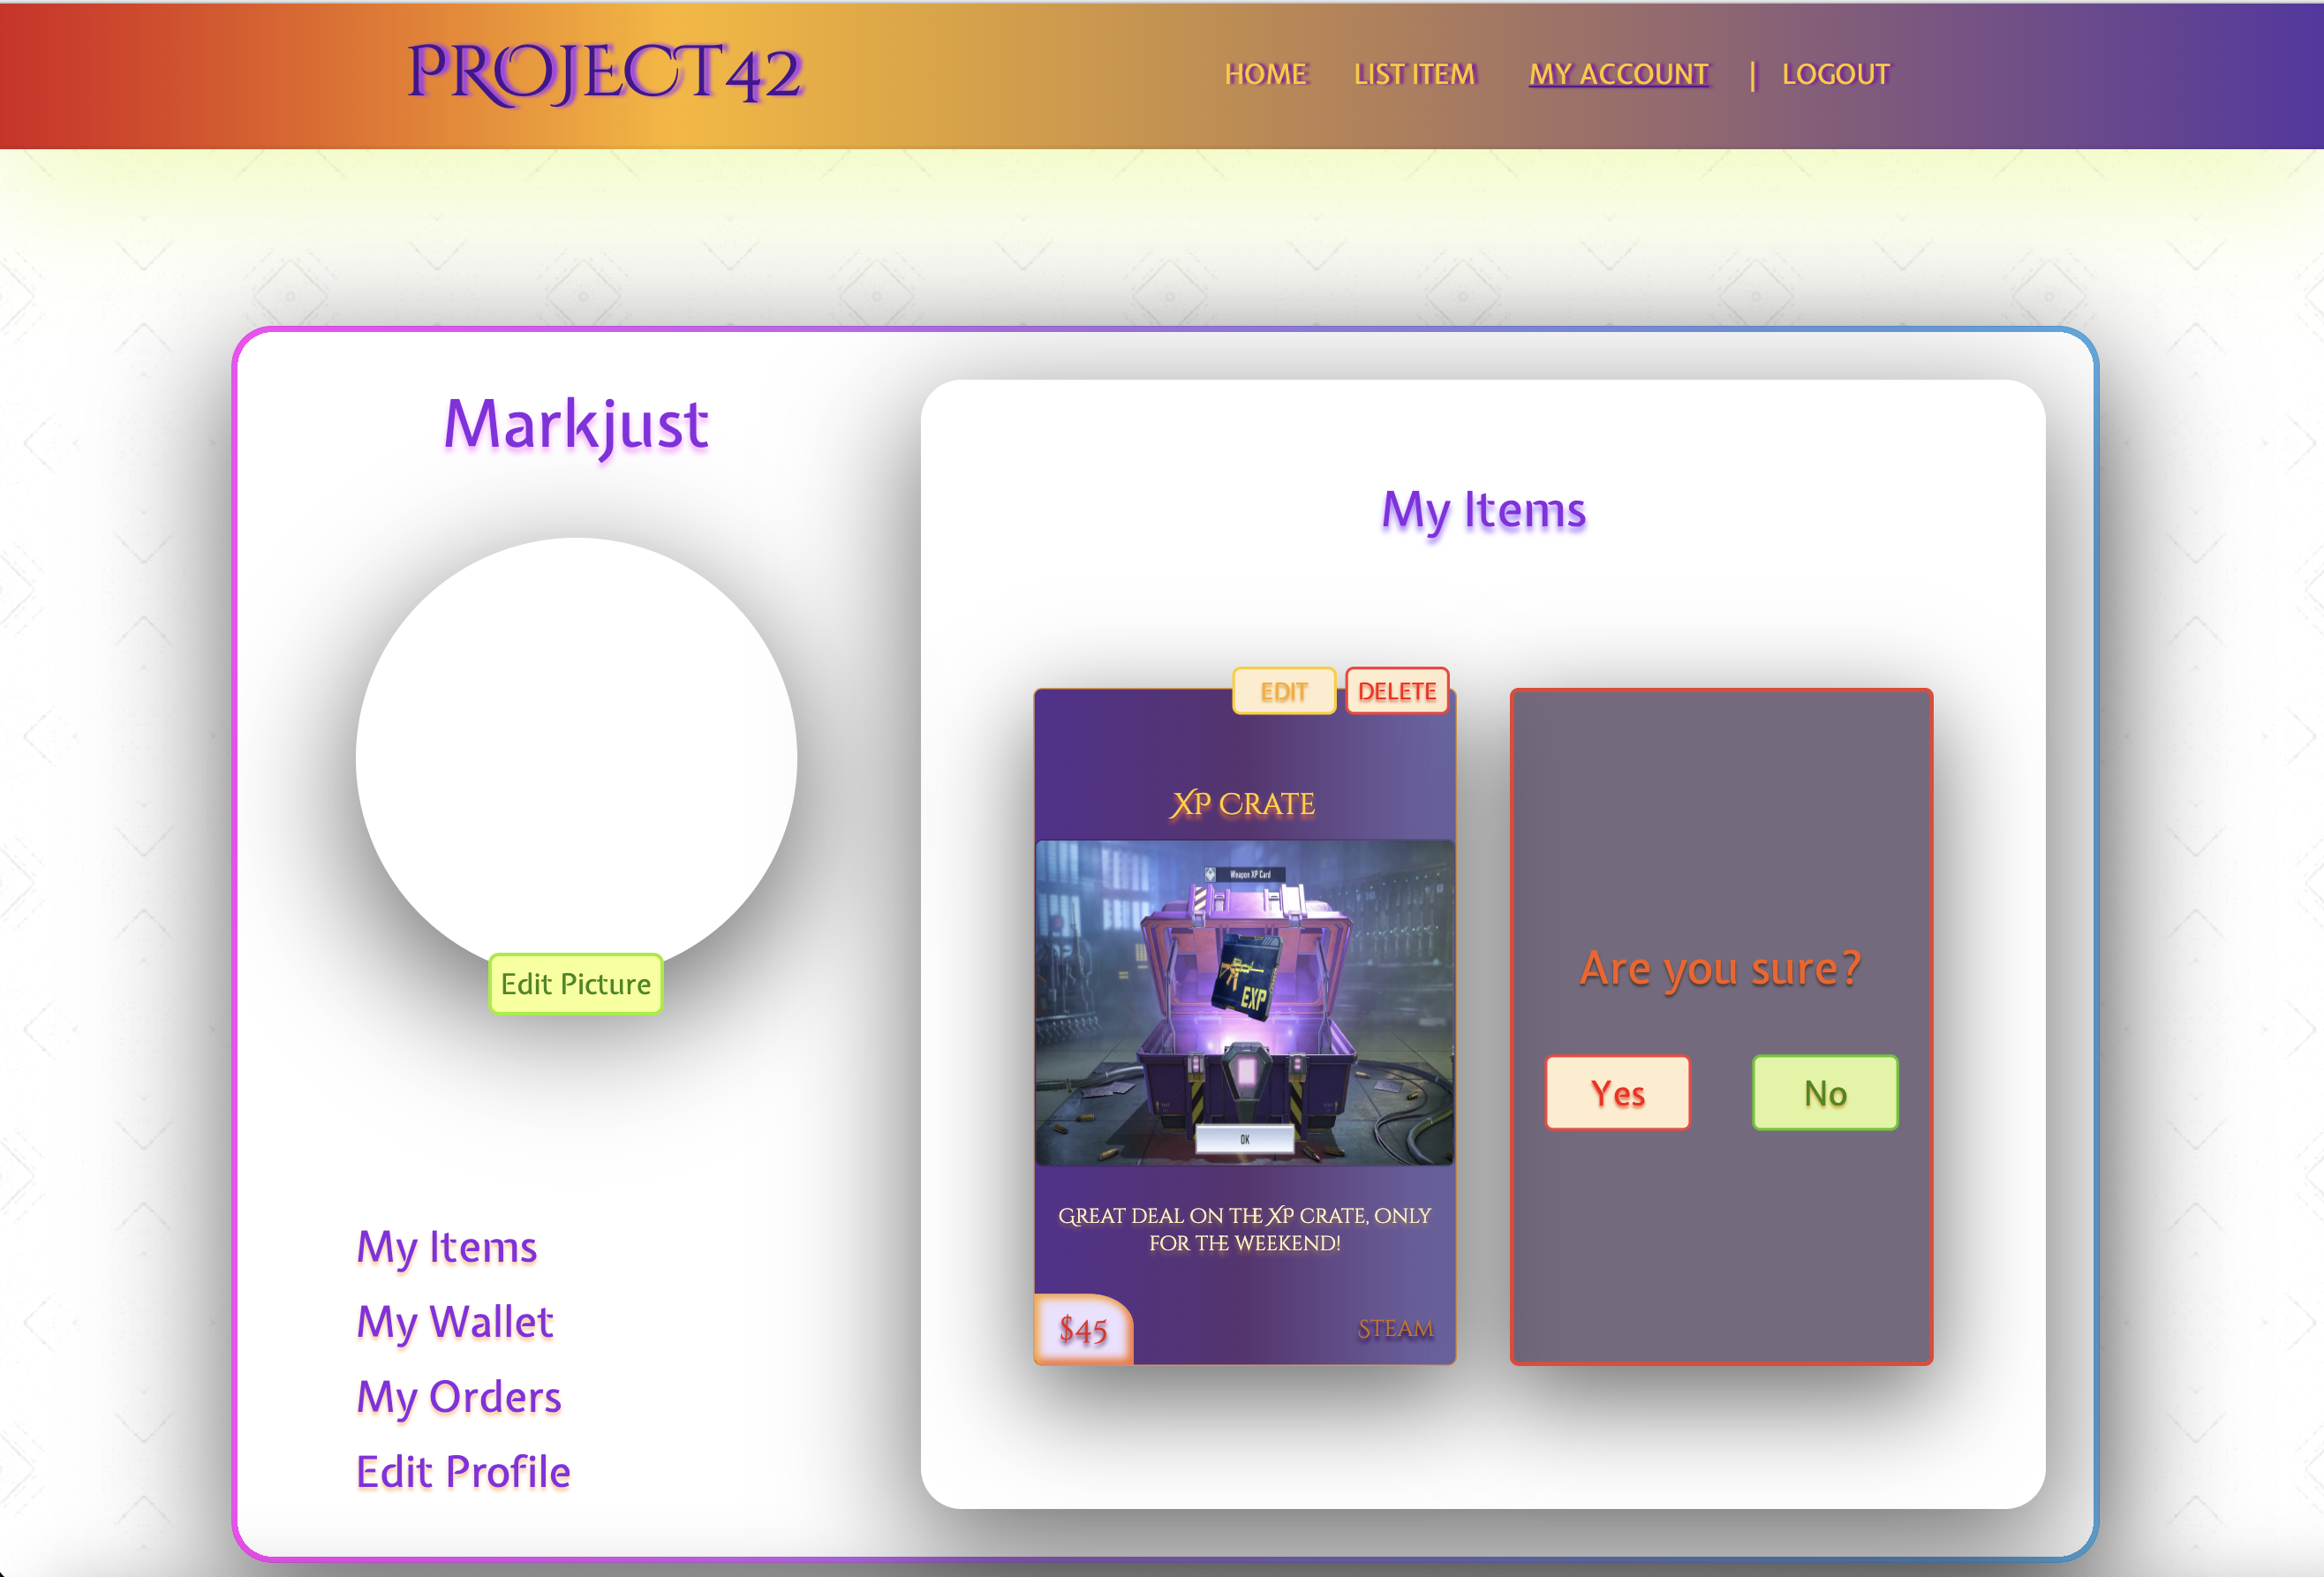 PROJECT42
HOME LIST ITEM MY ACCOUNT | LOGOUT
Markjust
Edit Picture
My Items
My Wallet
My Orders
Edit Profile
My Items
EDIT DELETE
XP CRATE
Weapon XP Card
EXP
OK
GREAT DEAL ON THE XP CRATE, ONLY
FOR THE WEEKEND!
$45
STEAM
Are you sure?
Yes No